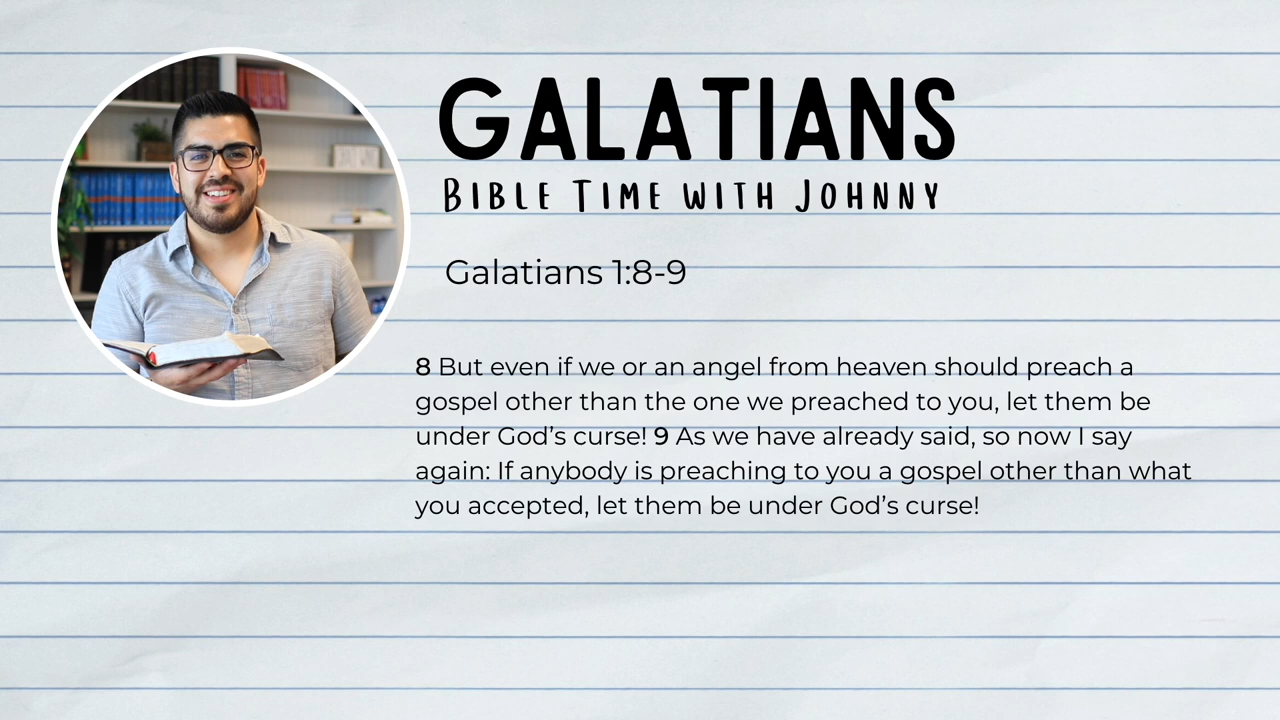 GALATIANS
BIBLE TIME WITH JOHNNY
Galatians 1:8-9
8 But even if we or an angel from heaven should preach a
gospel other than the one we preached to you, let them be
under God’s curse! 9 As we have already said, so now I say
again: If anybody is preaching to you a gospel other than what
you accepted, let them be under God’s curse!